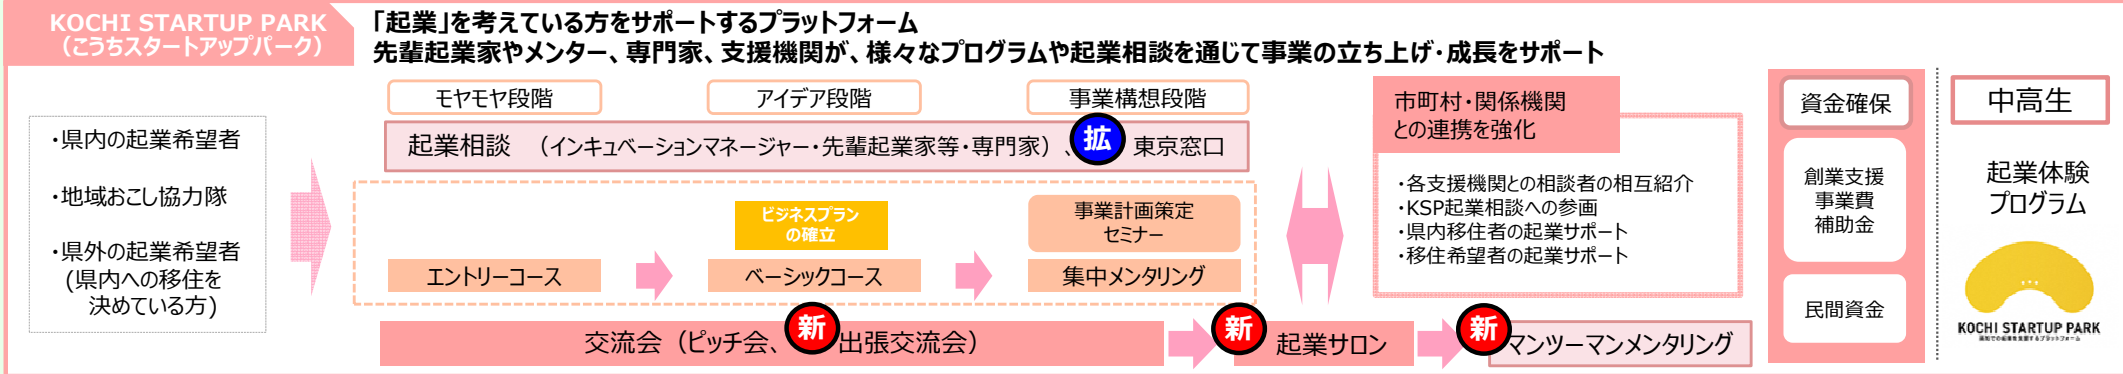 KOCHI STARTUP PARK
（こうちスタートアップパーク）
「起業」を考えている方をサポートするプラットフォーム
先輩起業家やメンター、専門家、支援機関が、様々なプログラムや起業相談を通じて事業の立ち上げ・成長をサポート
・県内の起業希望者
・地域おこし協力隊
・県外の起業希望者
(県内への移住を
決めている方)
モヤモヤ段階
アイデア段階
事業構想段階
起業相談　（インキュベーションマネージャー・先輩起業家等・専門家）、拡 東京窓口
ビジネスプラン
の確立
事業計画策定
セミナー
エントリーコース
ベーシックコース
集中メンタリング
交流会（ピッチ会、新 出張交流会）
新 起業サロン
新 マンツーマンメンタリング
市町村・関係機関
との連携を強化
・各支援機関との相談者の相互紹介
・KSP起業相談への参画
・県内移住者の起業サポート
・移住希望者の起業サポート
資金確保
創業支援
事業費
補助金
民間資金
中高生
起業体験
プログラム
KOCHI STARTUP PARK